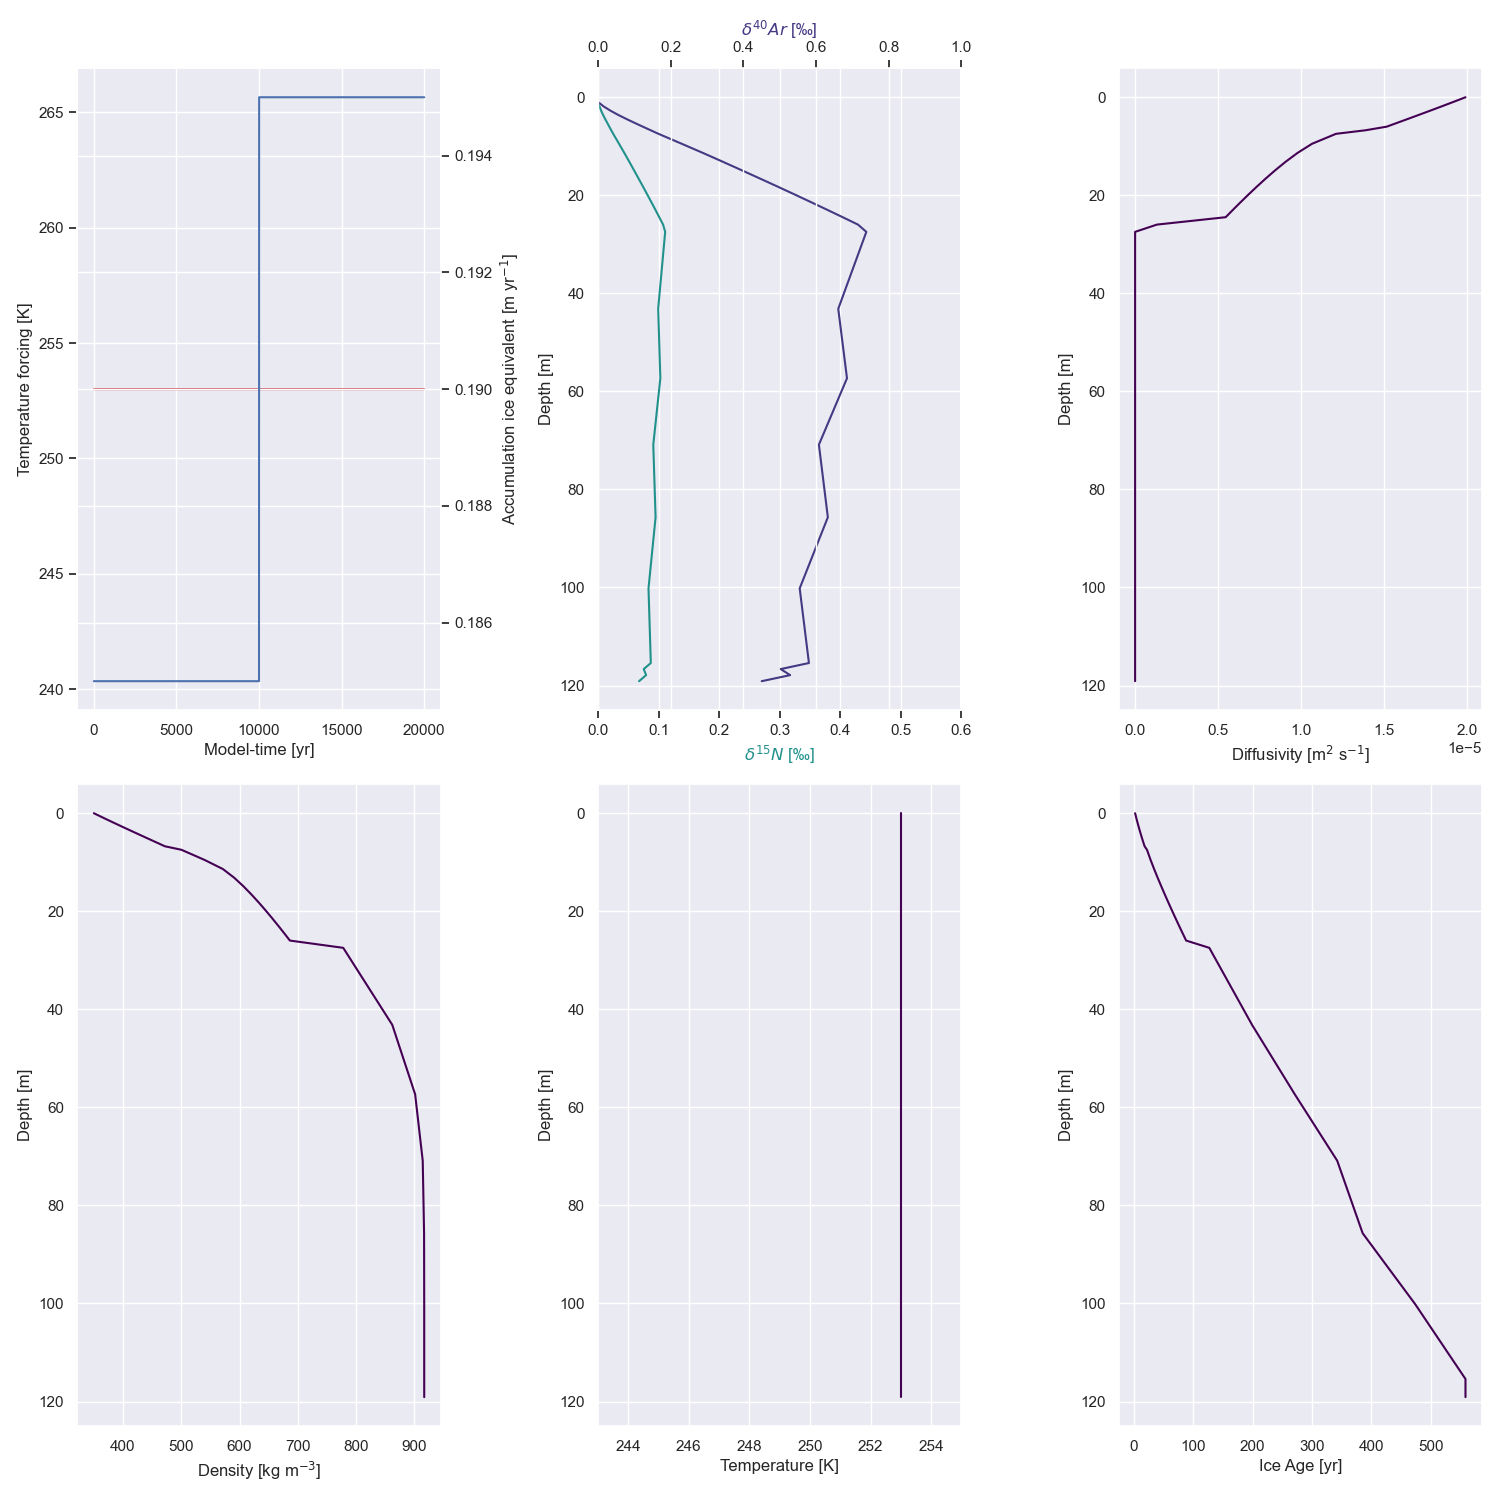 265
260
255
250
245
240
Temperature forcing [K]
0 5000 10000 15000 20000
Model-time [yr]
0.194
0.192
0.190
0.188
0.186
Accumulation ice equivalent [m yr⁻¹]
δ⁴⁰Ar [‰]
0.0 0.2 0.4 0.6 0.8 1.0
0
20
40
60
80
100
120
Depth [m]
0.0 0.1 0.2 0.3 0.4 0.5 0.6
δ¹⁵N [‰]
0
20
40
60
80
100
120
Depth [m]
0.0 0.5 1.0 1.5 2.0
1e−5
Diffusivity [m² s⁻¹]
0
20
40
60
80
100
120
Depth [m]
400 500 600 700 800 900
Density [kg m⁻³]
0
20
40
60
80
100
120
Depth [m]
244 246 248 250 252 254
Temperature [K]
0
20
40
60
80
100
120
Depth [m]
0 100 200 300 400 500
Ice Age [yr]